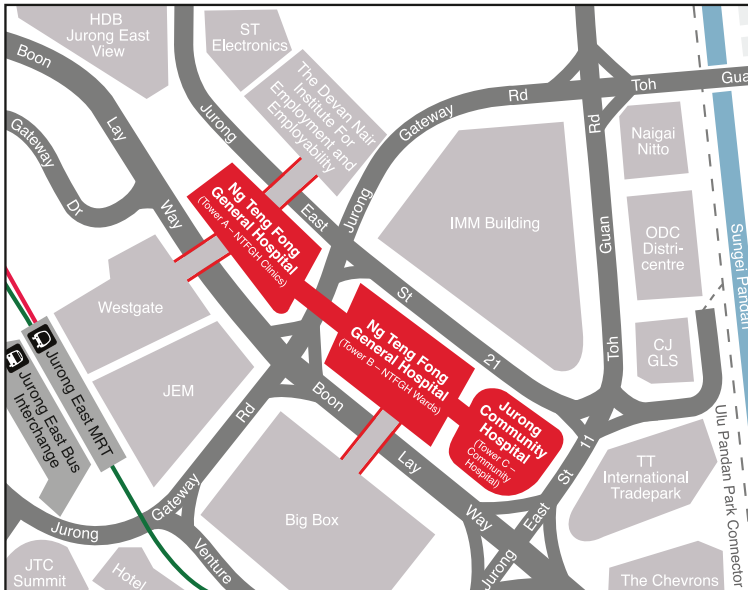 HDB
Jurong East
View
ST
Electronics
The Devan Nair
Institute For
Employment and
Employability
Boon
Lay
Way
Gateway
Dr
Jurong
East
St
21
Jurong
Gateway
Rd
Toh
Gua
Rd
Guan
Toh
Naigai
Nitto
ODC
Distri-
centre
CJ
GLS
Sungei Pandan
Ulu Pandan Park Connector
IMM Building
Ng Teng Fong
General Hospital
(Tower A – NTFGH Clinics)
Ng Teng Fong
General Hospital
(Tower B – NTFGH Wards)
Jurong
Community
Hospital
(Tower C –
Community
Hospital)
Westgate
JEM
Jurong East MRT
Jurong East Bus
Interchange
Boon
Lay
Way
Rd
Gateway
Jurong
Venture
Big Box
Jurong
East
St
11
TT
International
Tradepark
The Chevrons
JTC
Summit
Hotel